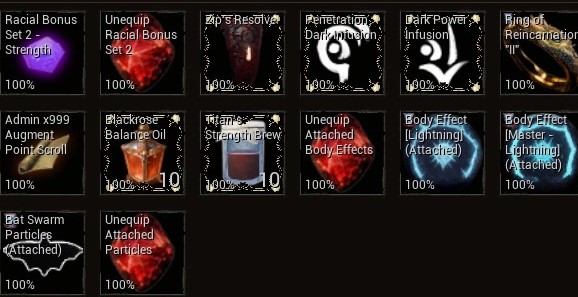 Racial Bonus
Set 2 -
Strength
100%
Unequip
Racial Bonus
Set 2
100%
Zip's Resolve
100%
Penetration:
Dark Infusion
100%
Dark Power
Infusion
100%
Ring of
Reincarnation
"II"
100%
Admin x999
Augment
Point Scroll
100%
Blackrose
Balance Oil
100%
10
Titan's
Strength Brew
100%
10
Unequip
Attached
Body Effects
100%
Body Effect
[Lightning]
(Attached)
100%
Body Effect
[Master -
Lightning]
(Attached)
100%
Bat Swarm
Particles
(Attached)
100%
Unequip
Attached
Particles
100%